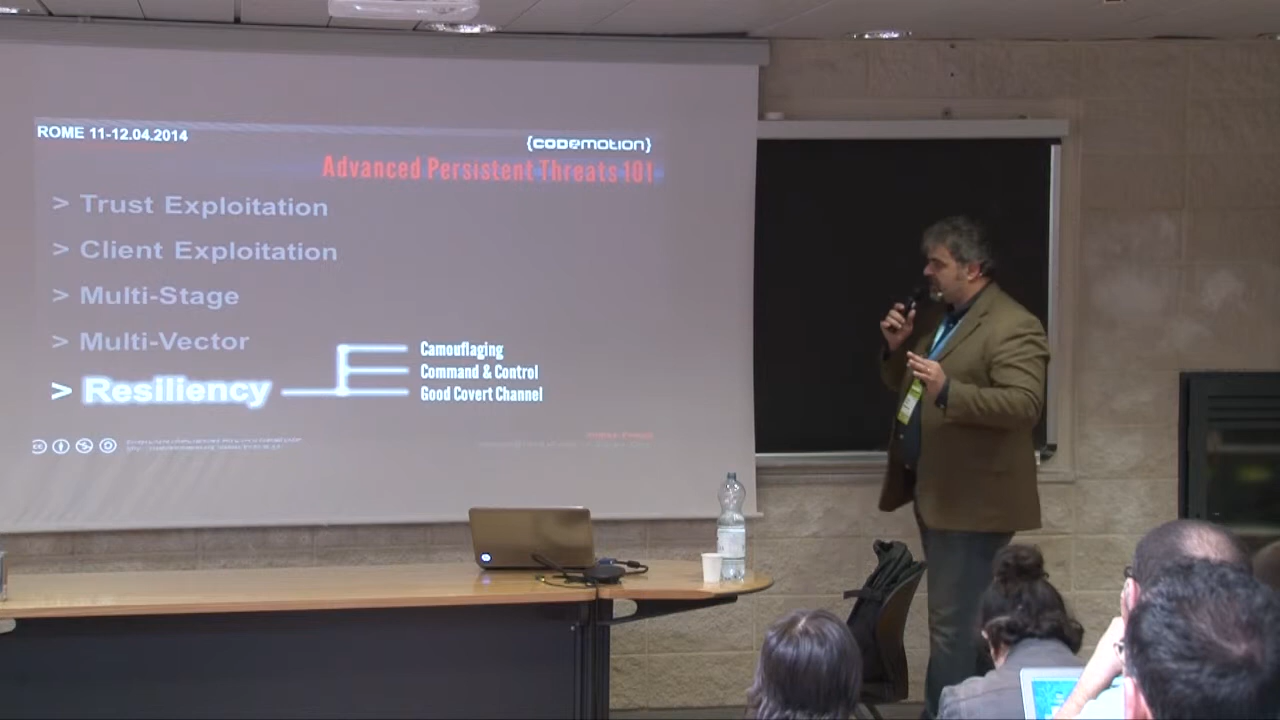 ROME 11-12.04.2014
{CODEMOTION}
Advanced Persistent Threats 101
> Trust Exploitation
> Client Exploitation
> Multi-Stage
> Multi-Vector
> Resiliency
Camouflaging
Command & Control
Good Covert Channel
cc